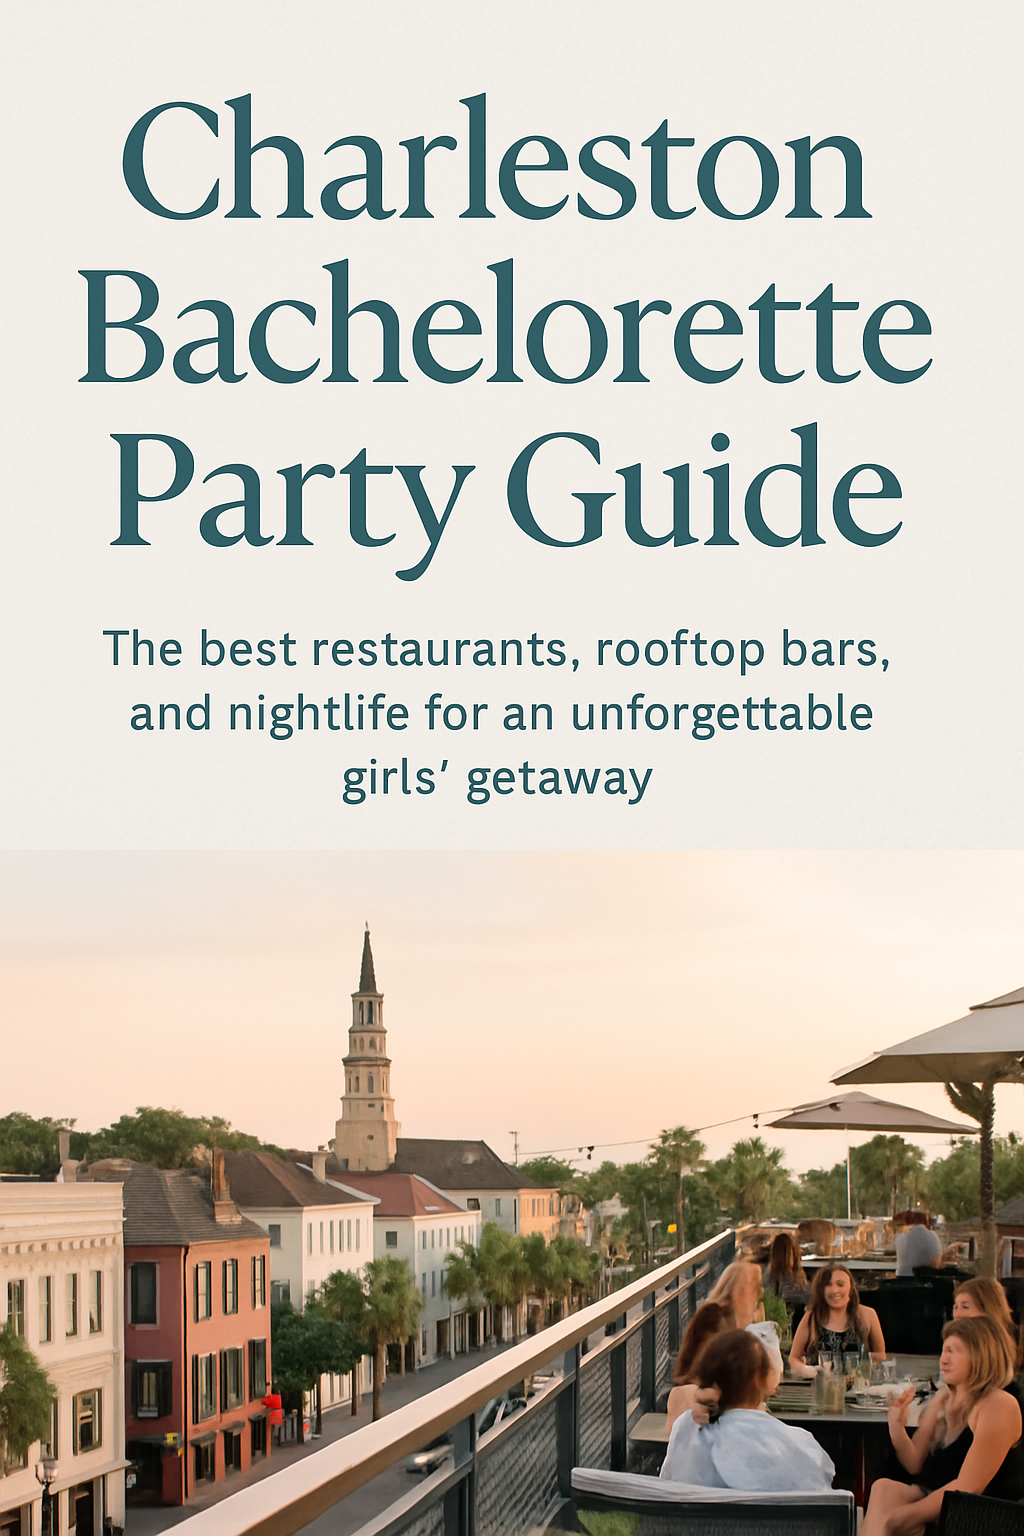 Charleston
Bachelorette
Party Guide
The best restaurants, rooftop bars,
and nightlife for an unforgettable
girls’ getaway